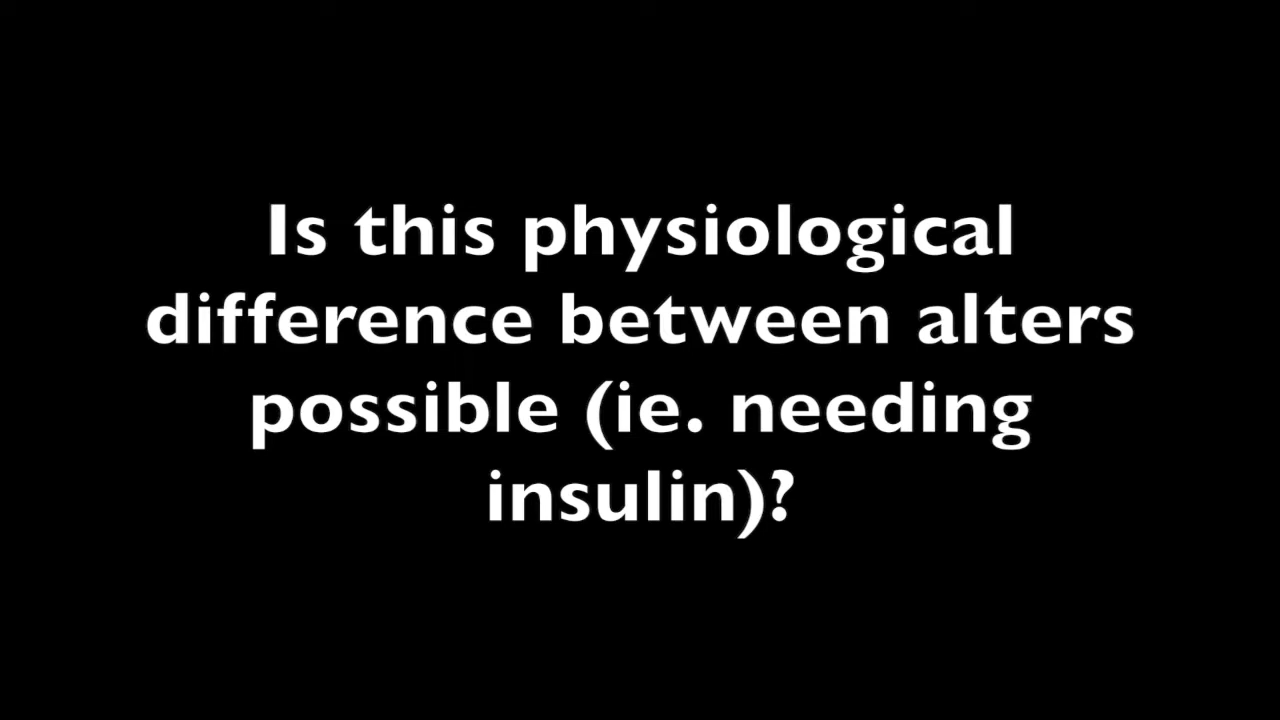 Is this physiological
difference between alters
possible (ie. needing
insulin)?